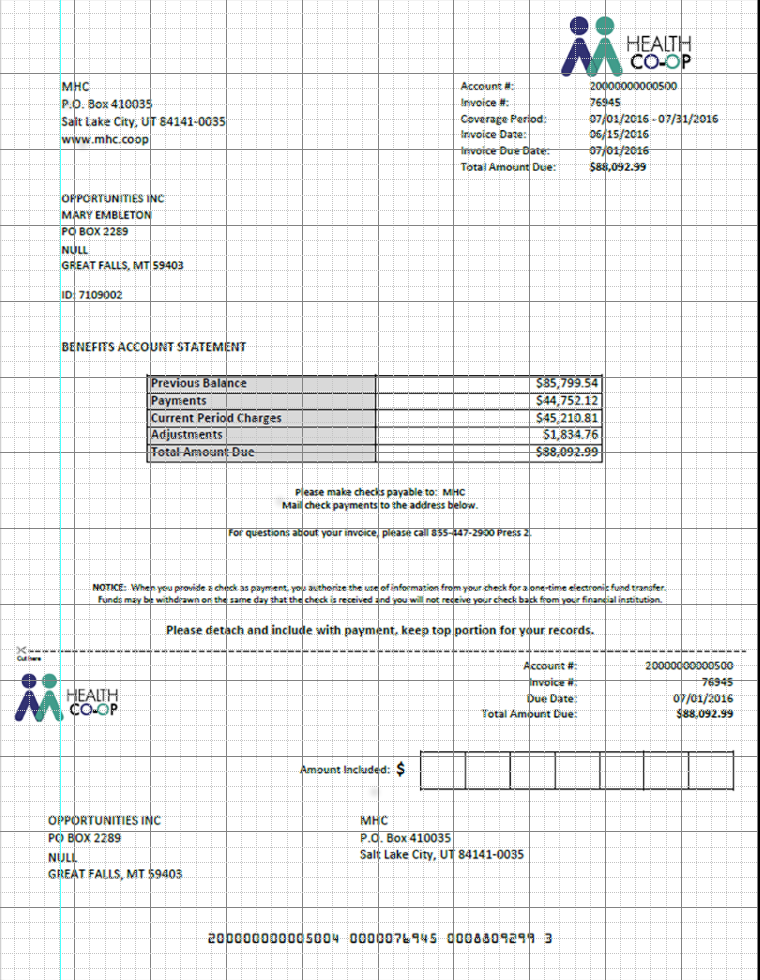 HEALTH
CO-OP
MHC
P.O. Box 410035
Salt Lake City, UT 84141-0035
www.mhc.coop
Account #: 20000000000500
Invoice #: 76945
Coverage Period: 07/01/2016 - 07/31/2016
Invoice Date: 06/15/2016
Invoice Due Date: 07/01/2016
Total Amount Due: $88,092.99
OPPORTUNITIES INC
MARY EMBLETON
PO BOX 2289
NULL
GREAT FALLS, MT 59403
ID: 7109002
BENEFITS ACCOUNT STATEMENT
Previous Balance $85,799.54
Payments $44,752.12
Current Period Charges $45,210.81
Adjustments $1,834.76
Total Amount Due $88,092.99
Please make checks payable to: MHC
Mail check payments to the address below.
For questions about your invoice, please call 855-447-2900 Press 2.
NOTICE: When you provide a check as payment, you authorize the use of information from your check for a one-time electronic fund transfer.
Funds may be withdrawn on the same day that the check is received and you will not receive your check back from your financial institution.
Please detach and include with payment, keep top portion for your records.
Cut here
Account #: 20000000000500
Invoice #: 76945
Due Date: 07/01/2016
Total Amount Due: $88,092.99
HEALTH
CO-OP
Amount Included: $
OPPORTUNITIES INC
PO BOX 2289
NULL
GREAT FALLS, MT 59403
MHC
P.O. Box 410035
Salt Lake City, UT 84141-0035
200000000005004 0000076945 0008809299 3